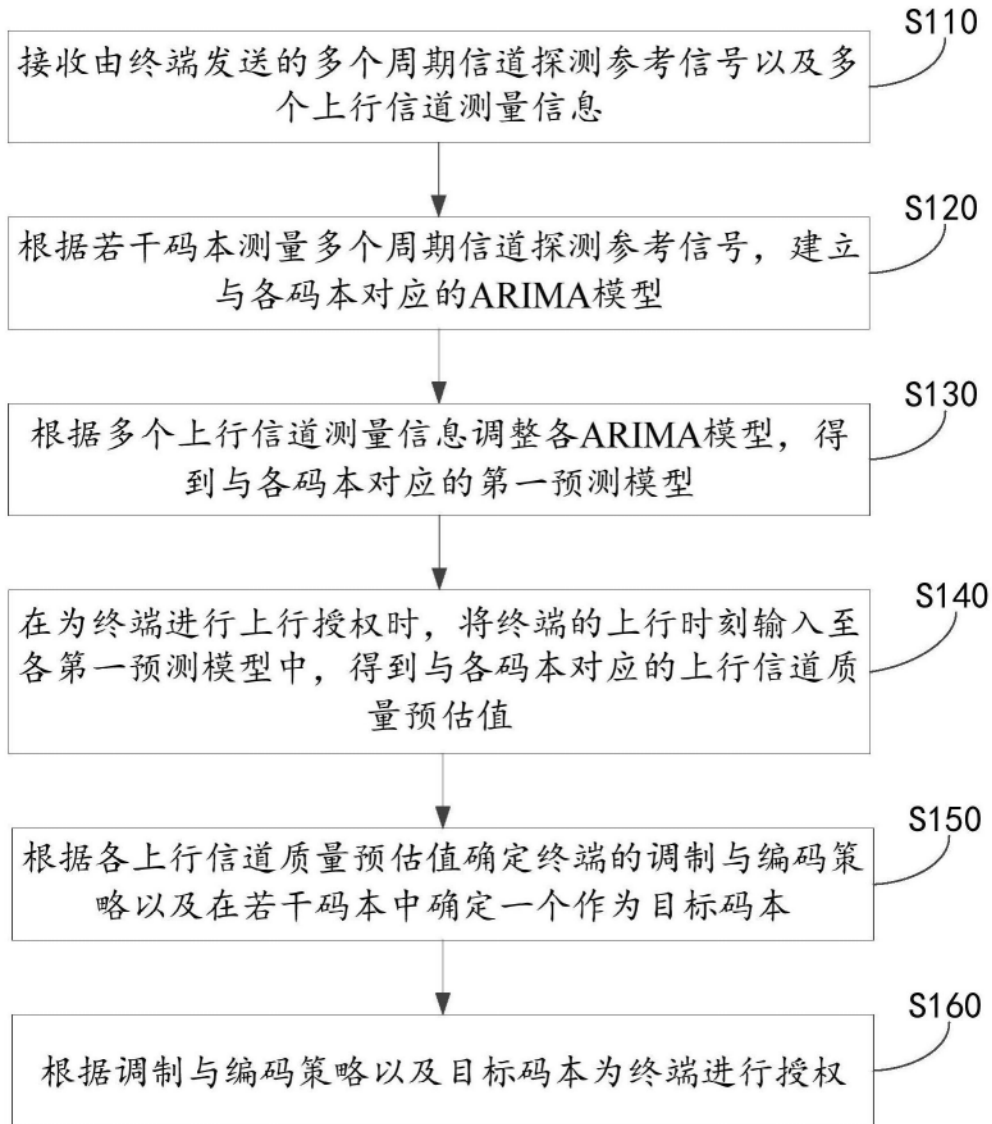 S110
接收由终端发送的多个周期信道探测参考信号以及多
个上行信道测量信息
S120
根据若干码本测量多个周期信道探测参考信号，建立
与各码本对应的ARIMA模型
S130
根据多个上行信道测量信息调整各ARIMA模型，得
到与各码本对应的第一预测模型
S140
在为终端进行上行授权时，将终端的上行时刻输入至
各第一预测模型中，得到与各码本对应的上行信道质
量预估值
S150
根据各上行信道质量预估值确定终端的调制与编码策
略以及在若干码本中确定一个作为目标码本
S160
根据调制与编码策略以及目标码本为终端进行授权